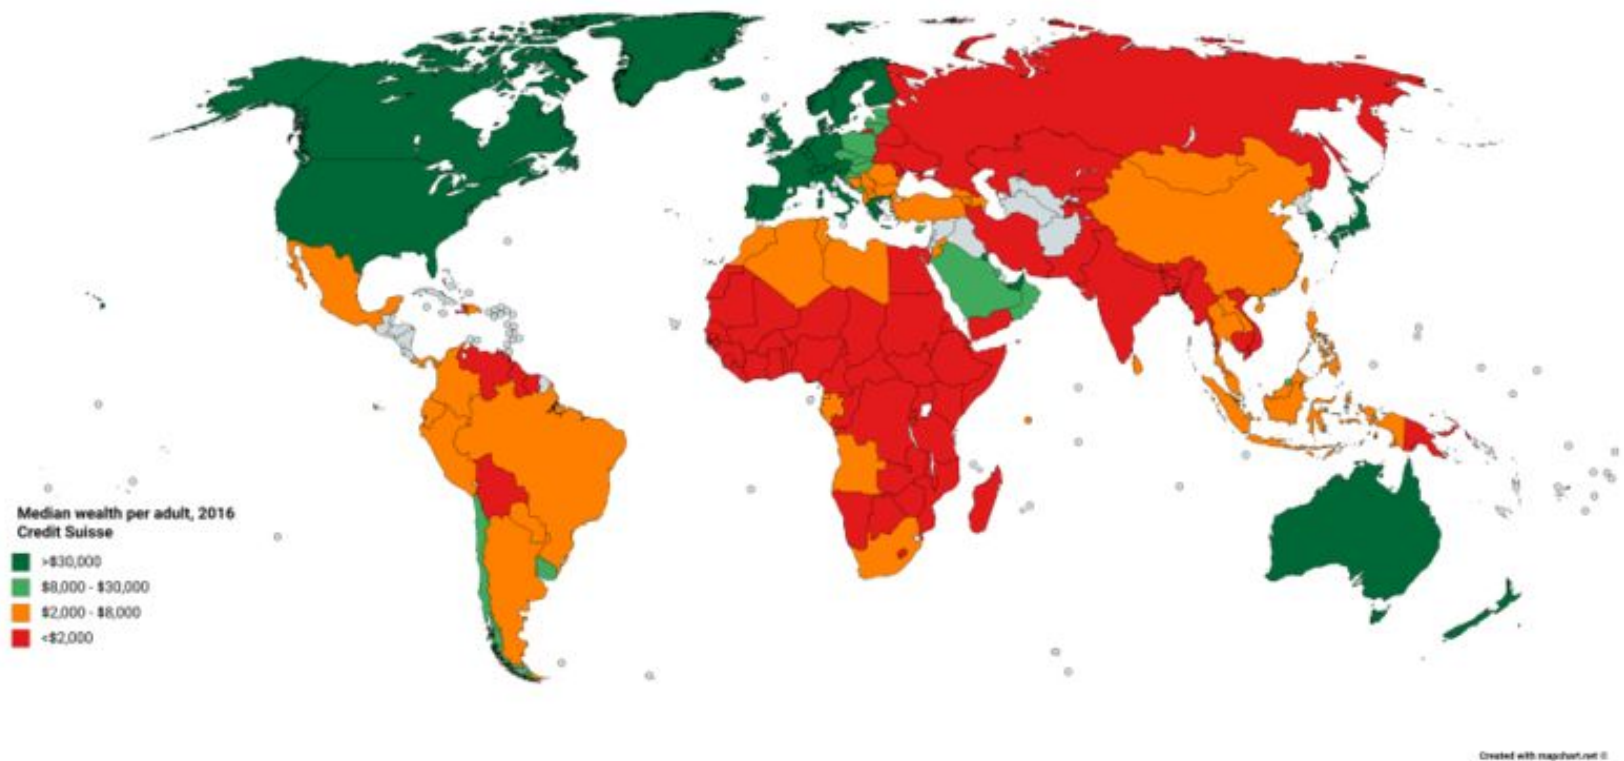 Median wealth per adult, 2016
Credit Suisse
>$30,000
$8,000 - $30,000
$2,000 - $8,000
<$2,000
Created with mapchart.net ©